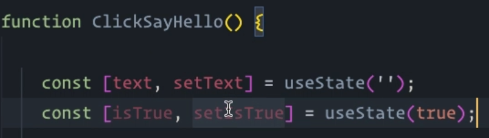 function ClickSayHello() {
const [text, setText] = useState('');
const [isTrue, setisTrue] = useState(true);